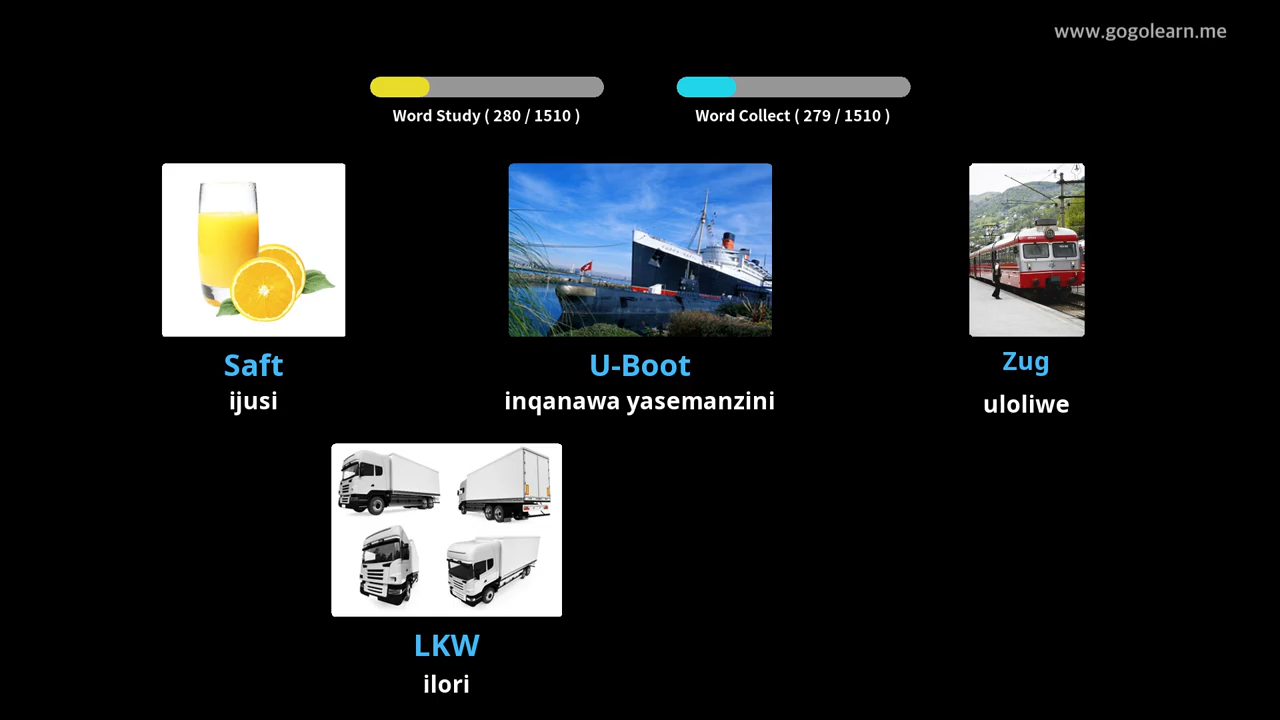 www.gogolearn.me
Word Study ( 280 / 1510 )
Word Collect ( 279 / 1510 )
Saft
ijusi
U-Boot
inqanawa yasemanzini
Zug
uloliwe
LKW
ilori